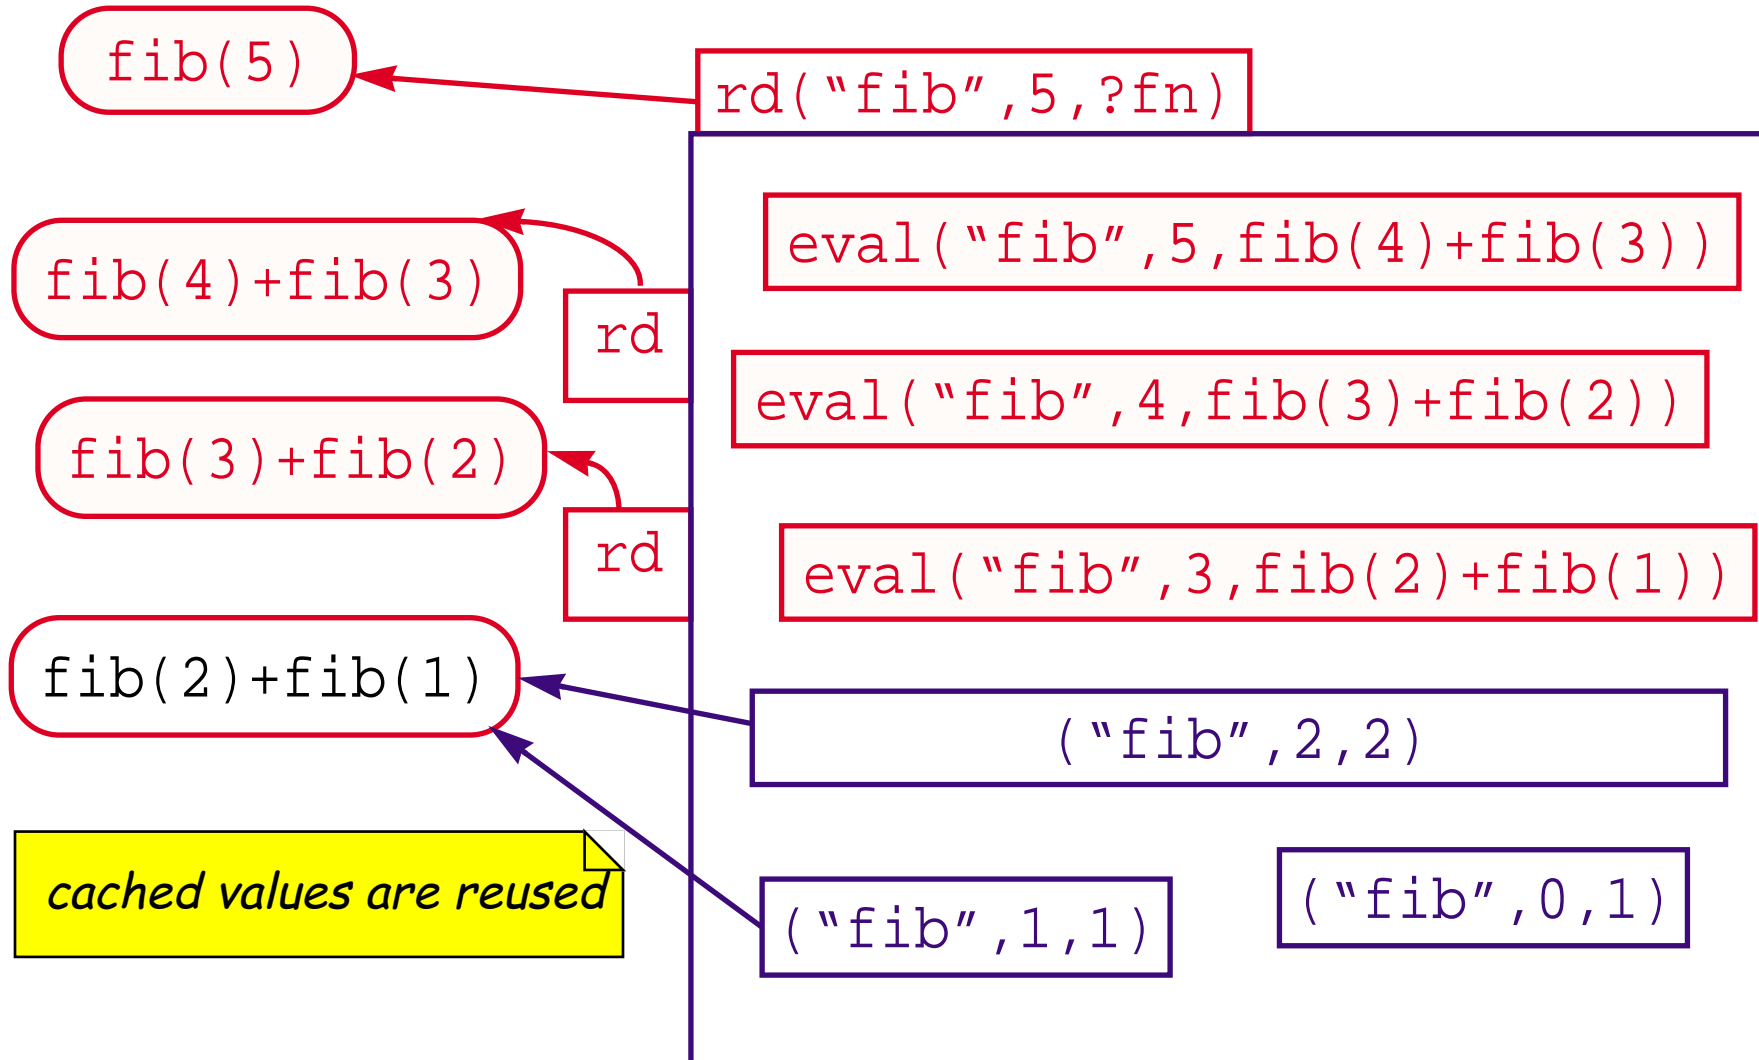 fib(5)
rd(“fib”,5,?fn)
eval(“fib”,5,fib(4)+fib(3))
fib(4)+fib(3)
rd
eval(“fib”,4,fib(3)+fib(2))
fib(3)+fib(2)
rd
eval(“fib”,3,fib(2)+fib(1))
fib(2)+fib(1)
(“fib”,2,2)
cached values are reused
(“fib”,1,1)
(“fib”,0,1)